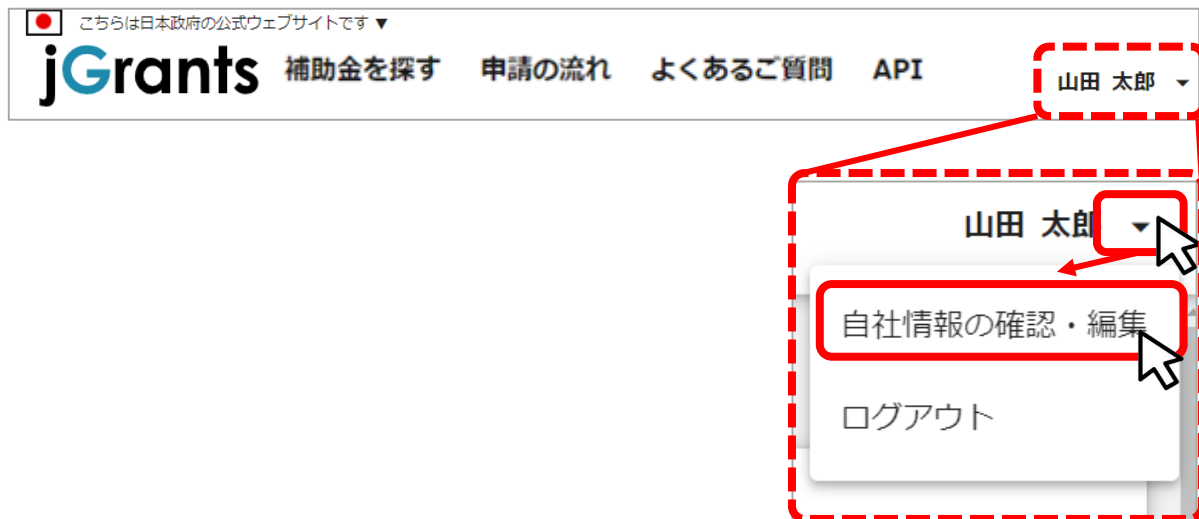 こちらは日本政府の公式ウェブサイトです ▼
jGrants 補助金を探す 申請の流れ よくあるご質問 API 山田 太郎
山田 太郎
自社情報の確認・編集
ログアウト